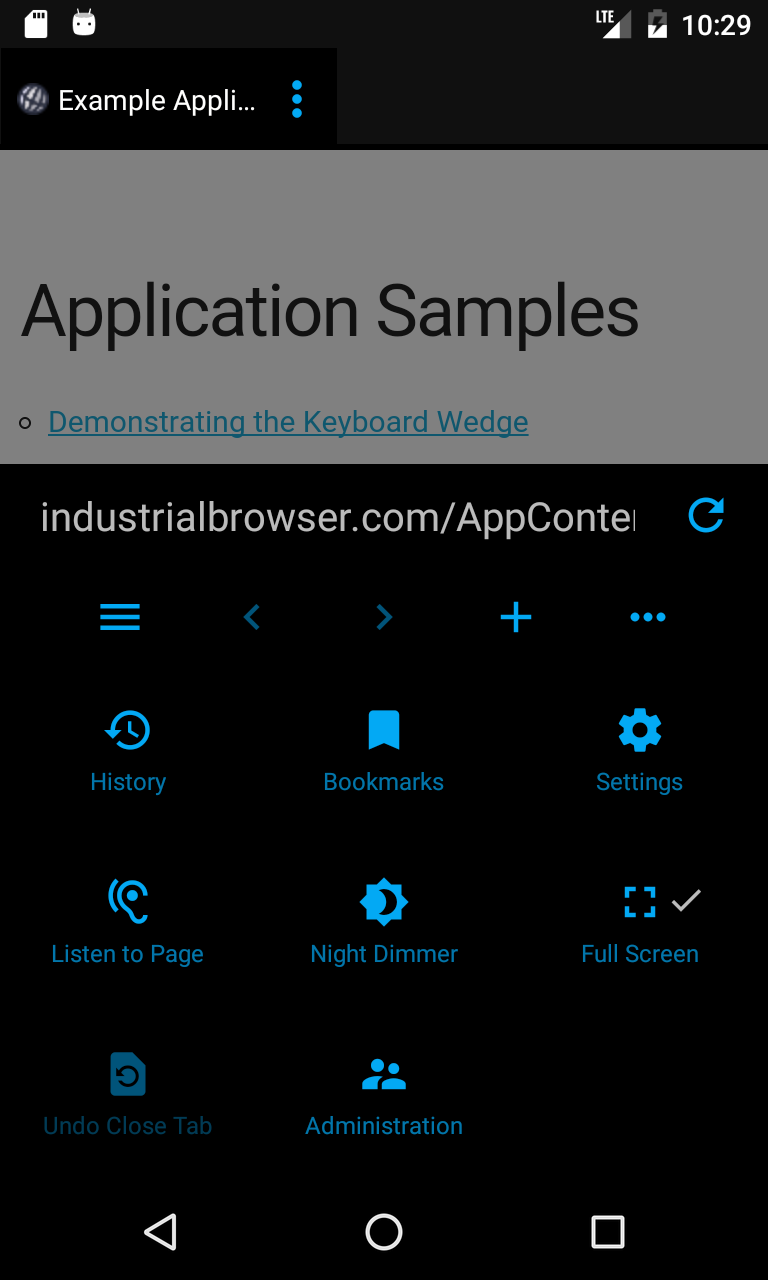 LTE 10:29
Example Appli...
Application Samples
Demonstrating the Keyboard Wedge
industrialbrowser.com/AppConte
History Bookmarks Settings
Listen to Page Night Dimmer Full Screen
Undo Close Tab Administration